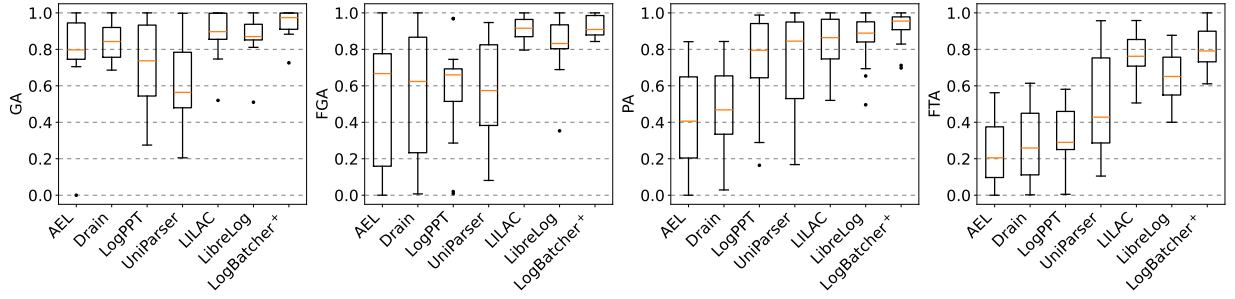 GA
1.0
0.8
0.6
0.4
0.2
0.0
AEL
Drain
LogPPT
UniParser
LILAC
LibreLog
LogBatcher⁺
FGA
1.0
0.8
0.6
0.4
0.2
0.0
AEL
Drain
LogPPT
UniParser
LILAC
LibreLog
LogBatcher⁺
PA
1.0
0.8
0.6
0.4
0.2
0.0
AEL
Drain
LogPPT
UniParser
LILAC
LibreLog
LogBatcher⁺
FTA
1.0
0.8
0.6
0.4
0.2
0.0
AEL
Drain
LogPPT
UniParser
LILAC
LibreLog
LogBatcher⁺